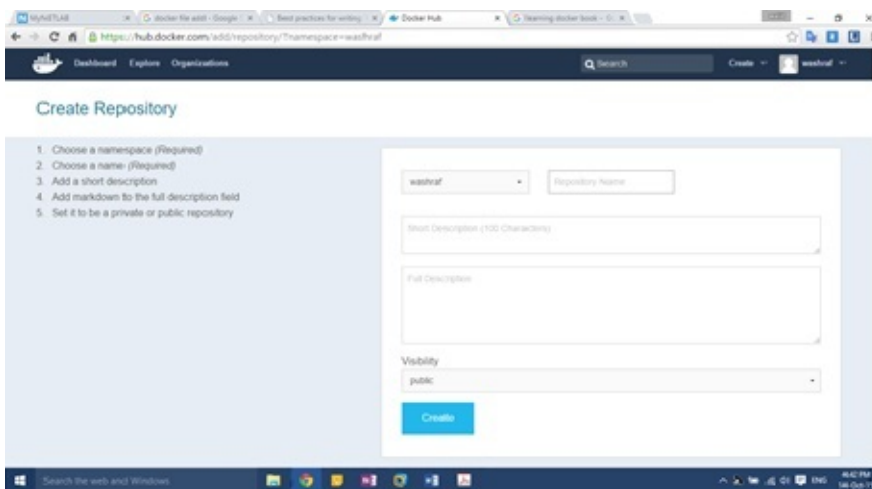 MyNETLAB
docker file add - Google
Best practices for writing
Docker Hub
learning docker book - G
https://hub.docker.com/add/repository/?namespace=washraf
Dashboard Explore Organizations
Search
Create
washraf
Create Repository
1. Choose a namespace (Required)
2. Choose a name (Required)
3. Add a short description
4. Add markdown to the full description field
5. Set it to be a private or public repository
washraf
Repository Name
Short Description (100 Characters)
Full Description
Visibility
public
Create
Search the web and Windows
ENG